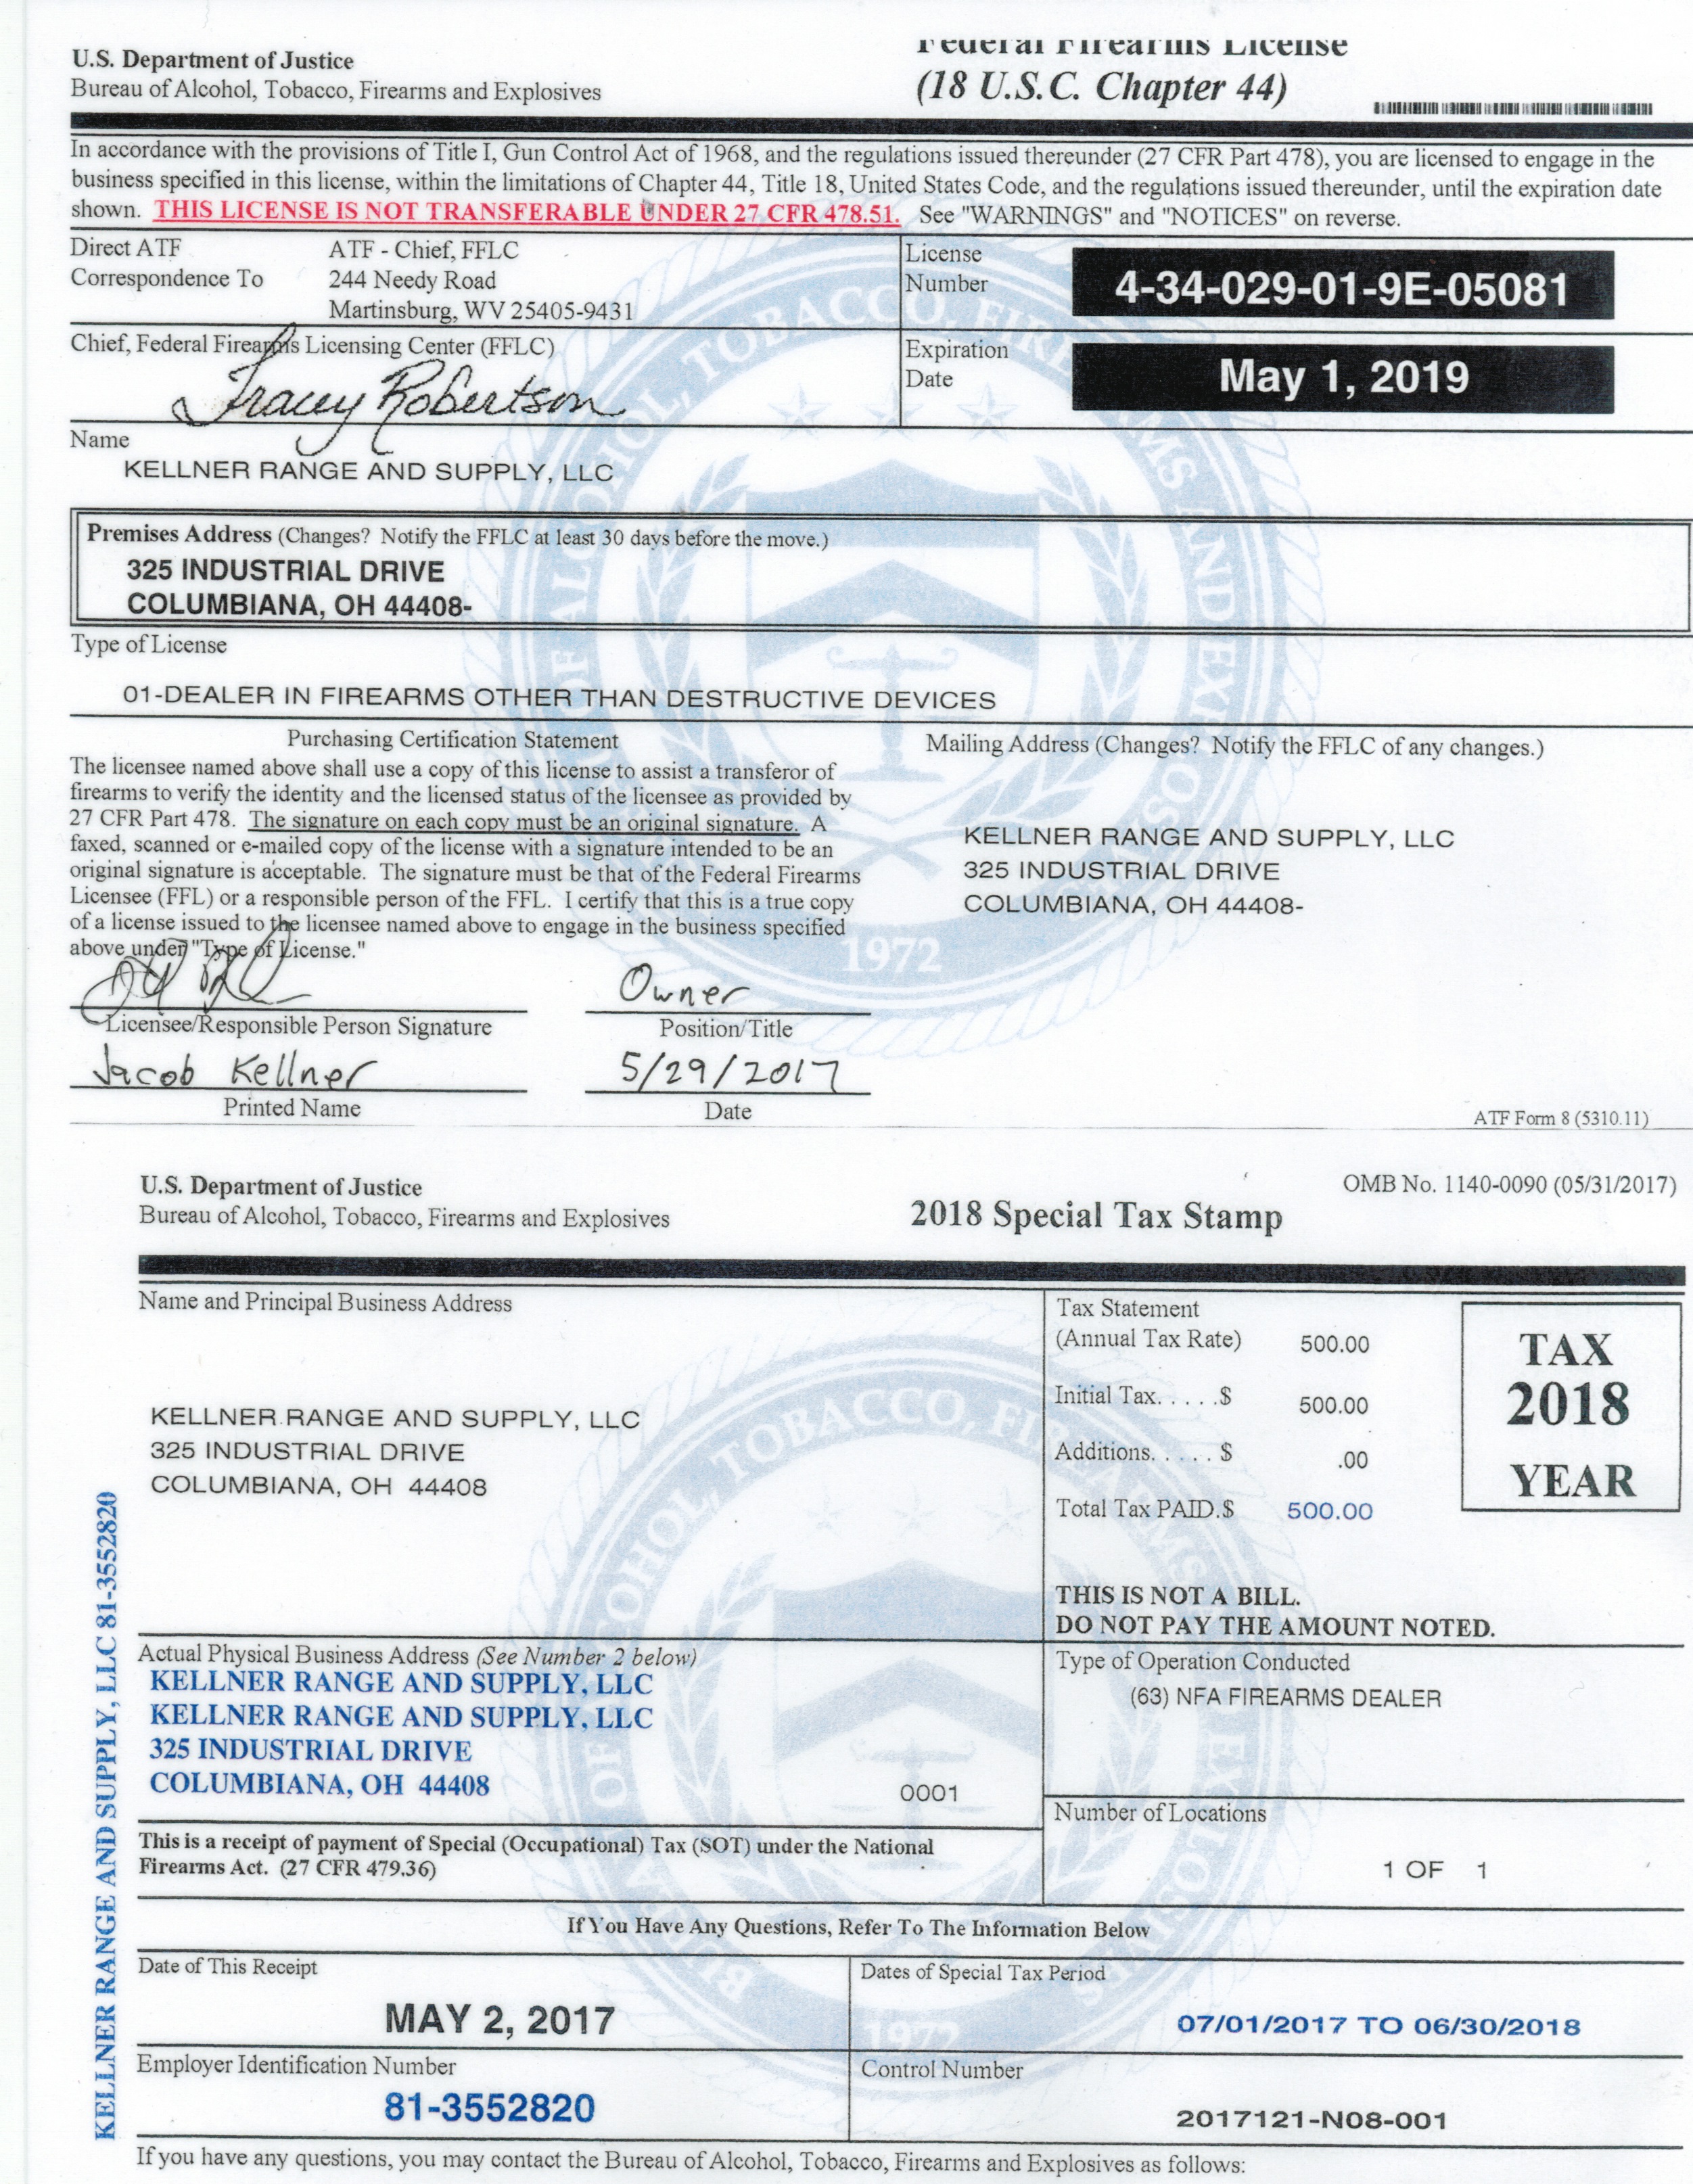 U.S. Department of Justice
Bureau of Alcohol, Tobacco, Firearms and Explosives
Federal Firearms License
(18 U.S.C. Chapter 44)
In accordance with the provisions of Title I, Gun Control Act of 1968, and the regulations issued thereunder (27 CFR Part 478), you are licensed to engage in the
business specified in this license, within the limitations of Chapter 44, Title 18, United States Code, and the regulations issued thereunder, until the expiration date
shown. THIS LICENSE IS NOT TRANSFERABLE UNDER 27 CFR 478.51. See "WARNINGS" and "NOTICES" on reverse.
Direct ATF
Correspondence To
ATF - Chief, FFLC
244 Needy Road
Martinsburg, WV 25405-9431
License
Number
4-34-029-01-9E-05081
Chief, Federal Firearms Licensing Center (FFLC)
Tracey Robertson
Expiration
Date
May 1, 2019
Name
KELLNER RANGE AND SUPPLY, LLC
Premises Address (Changes? Notify the FFLC at least 30 days before the move.)
325 INDUSTRIAL DRIVE
COLUMBIANA, OH 44408-
Type of License
01-DEALER IN FIREARMS OTHER THAN DESTRUCTIVE DEVICES
Purchasing Certification Statement
The licensee named above shall use a copy of this license to assist a transferor of
firearms to verify the identity and the licensed status of the licensee as provided by
27 CFR Part 478. The signature on each copy must be an original signature. A
faxed, scanned or e-mailed copy of the license with a signature intended to be an
original signature is acceptable. The signature must be that of the Federal Firearms
Licensee (FFL) or a responsible person of the FFL. I certify that this is a true copy
of a license issued to the licensee named above to engage in the business specified
above under "Type of License."
Mailing Address (Changes? Notify the FFLC of any changes.)
KELLNER RANGE AND SUPPLY, LLC
325 INDUSTRIAL DRIVE
COLUMBIANA, OH 44408-
1972
Owner
Licensee/Responsible Person Signature
Position/Title
Jacob Kellner
5/29/2017
Printed Name
Date
ATF Form 8 (5310.11)
U.S. Department of Justice
Bureau of Alcohol, Tobacco, Firearms and Explosives
2018 Special Tax Stamp
OMB No. 1140-0090 (05/31/2017)
Name and Principal Business Address
KELLNER RANGE AND SUPPLY, LLC
325 INDUSTRIAL DRIVE
COLUMBIANA, OH 44408
Tax Statement
(Annual Tax Rate) 500.00
Initial Tax. . . . .$ 500.00
Additions. . . . . $ .00
Total Tax PAID.$ 500.00
TAX
2018
YEAR
THIS IS NOT A BILL.
DO NOT PAY THE AMOUNT NOTED.
Actual Physical Business Address (See Number 2 below)
KELLNER RANGE AND SUPPLY, LLC
KELLNER RANGE AND SUPPLY, LLC
325 INDUSTRIAL DRIVE
COLUMBIANA, OH 44408
0001
Type of Operation Conducted
(63) NFA FIREARMS DEALER
Number of Locations
1 OF 1
This is a receipt of payment of Special (Occupational) Tax (SOT) under the National
Firearms Act. (27 CFR 479.36)
If You Have Any Questions, Refer To The Information Below
Date of This Receipt
MAY 2, 2017
Dates of Special Tax Period
07/01/2017 TO 06/30/2018
Employer Identification Number
81-3552820
Control Number
2017121-N08-001
If you have any questions, you may contact the Bureau of Alcohol, Tobacco, Firearms and Explosives as follows:
KELLNER RANGE AND SUPPLY, LLC 81-3552820
1972